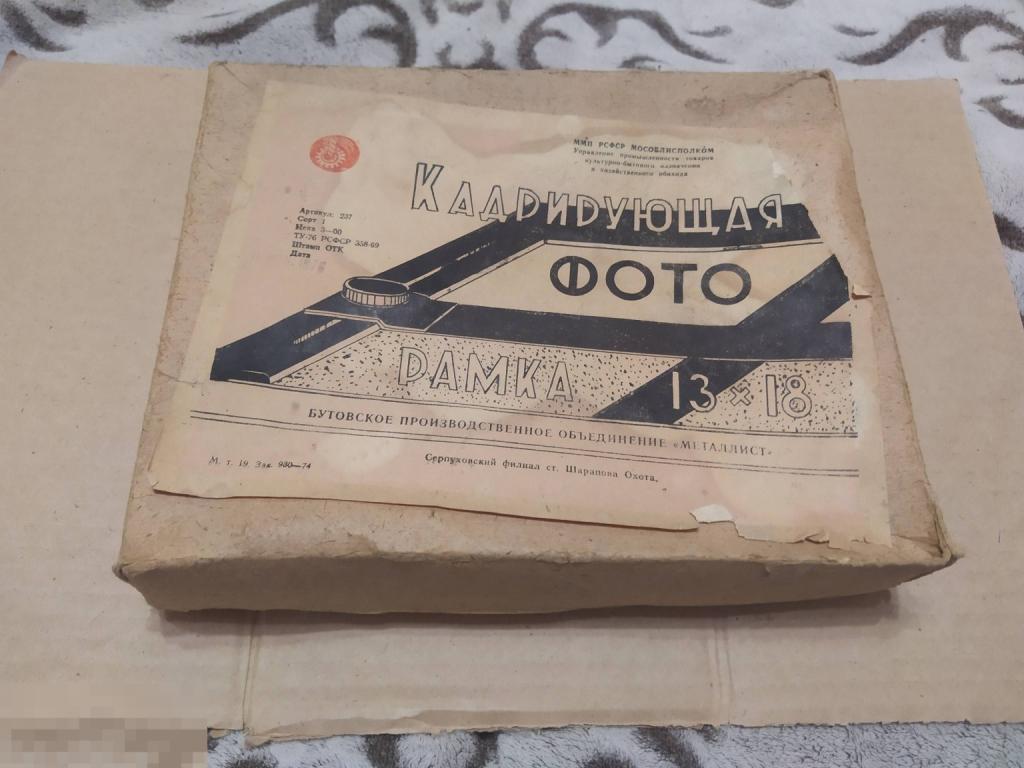 ММП РСФСР МОСОБЛИСПОЛКОМ
Управление промышленности товаров
культурно-бытового назначения
и хозяйственного обихода
КАДРИРУЮЩАЯ
Артикул: 237
Сорт 1
Цена 3—00
ТУ-76 РСФСР 358-69
Штамп ОТК
Дата
ФОТО
РАМКА 13×18
БУТОВСКОЕ ПРОИЗВОДСТВЕННОЕ ОБЪЕДИНЕНИЕ «МЕТАЛЛИСТ»
М. т. 19. Зак. 980—74
Серпуховский филиал ст. Шарапова Охота.